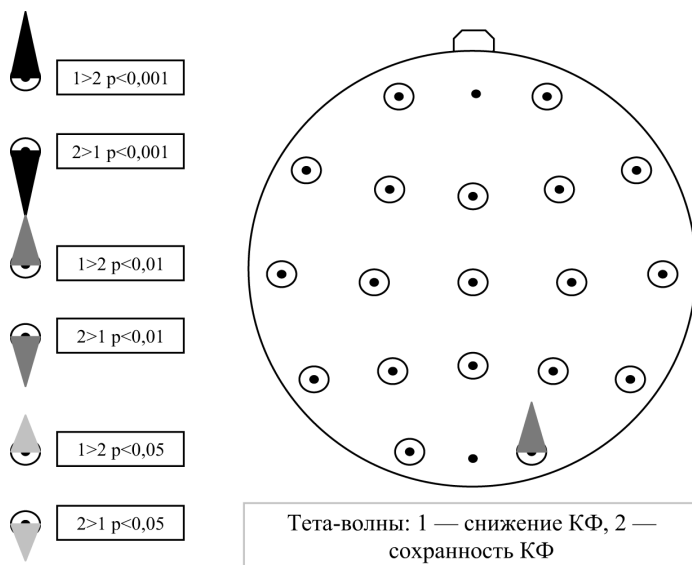 1>2 p<0,001
2>1 p<0,001
1>2 p<0,01
2>1 p<0,01
1>2 p<0,05
2>1 p<0,05
Тета-волны: 1 — снижение КФ, 2 —
сохранность КФ